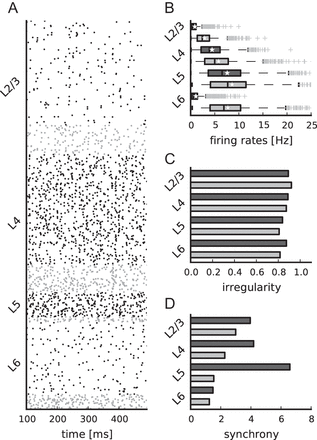 A
L2/3
L4
L5
L6
100 200 300 400
time [ms]
B
L2/3
L4
L5
L6
0 5 10 15 20 25
firing rates [Hz]
C
L2/3
L4
L5
L6
0.0 0.2 0.4 0.6 0.8 1.0
irregularity
D
L2/3
L4
L5
L6
0 2 4 6 8
synchrony